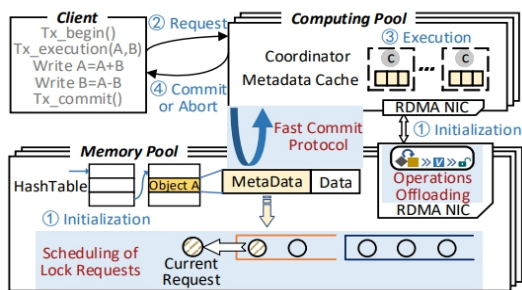 Client
Tx_begin()
Tx_execution(A,B)
Write A=A+B
Write B=A-B
Tx_commit()
② Request
④ Commit
or Abort
Computing Pool
③ Execution
Coordinator
Metadata Cache
C
...
C
RDMA NIC
Fast Commit
Protocol
① Initialization
Memory Pool
HashTable
Object A
MetaData
Data
① Initialization
V
Operations
Offloading
RDMA NIC
Scheduling of
Lock Requests
Current
Request